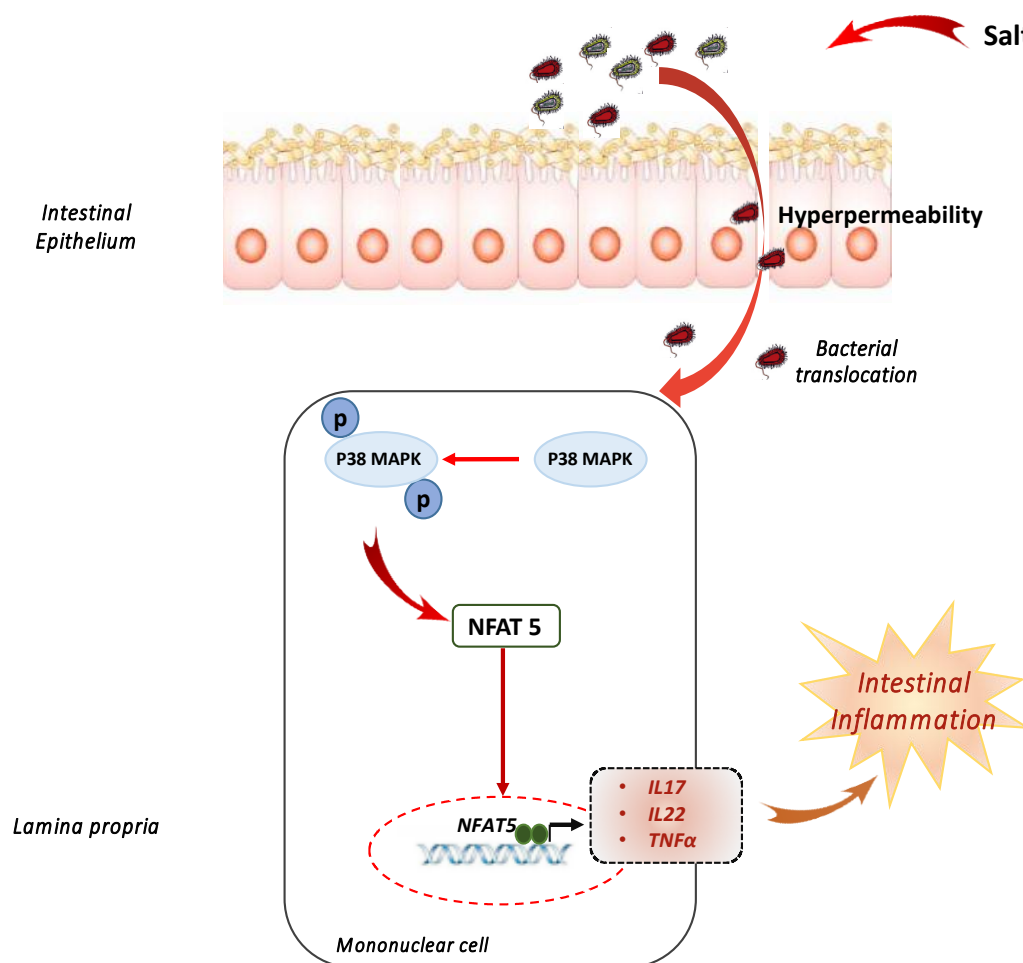 Salt
Intestinal
Epithelium
Hyperpermeability
Bacterial
translocation
p
P38 MAPK
P38 MAPK
p
NFAT 5
Intestinal
Inflammation
• IL17
• IL22
• TNFα
NFAT5
Lamina propria
Mononuclear cell